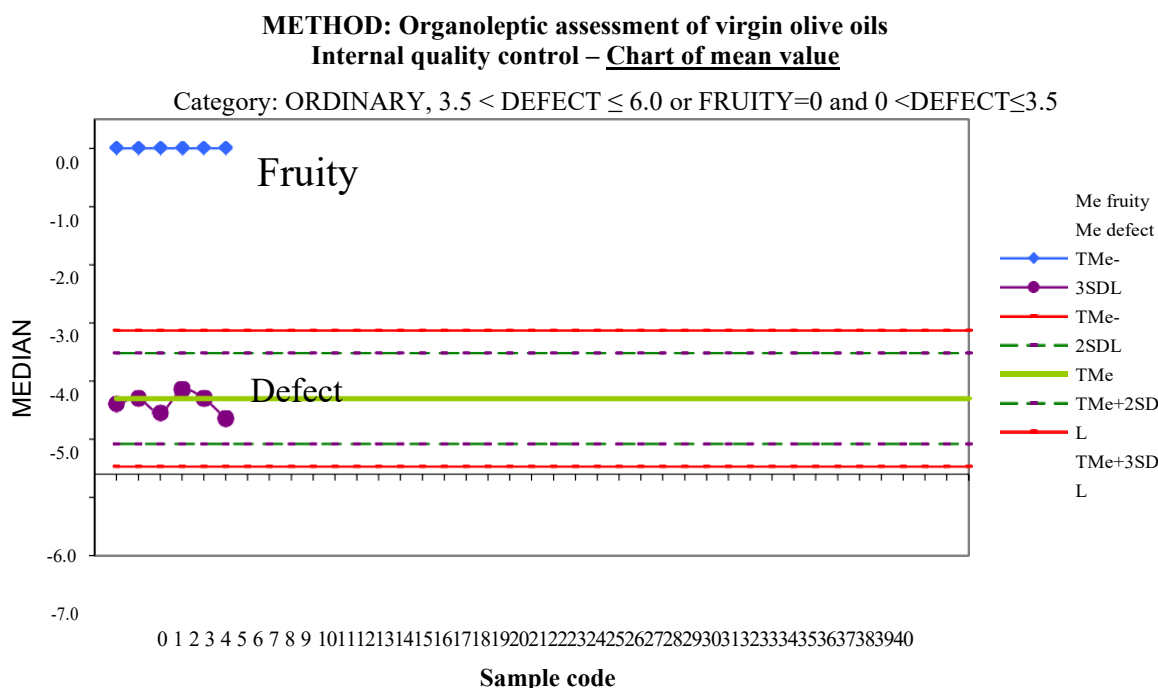 METHOD: Organoleptic assessment of virgin olive oils
Internal quality control – Chart of mean value
Category: ORDINARY, 3.5 < DEFECT ≤ 6.0 or FRUITY=0 and 0 <DEFECT≤3.5
0.0
Fruity
-1.0
-2.0
-3.0
-4.0
Defect
-5.0
-6.0
-7.0
MEDIAN
Me fruity
Me defect
TMe-
3SDL
TMe-
2SDL
TMe
TMe+2SD
L
TMe+3SD
L
0 1 2 3 4 5 6 7 8 9 10111213141516171819202122232425262728293031323334353637383940
Sample code